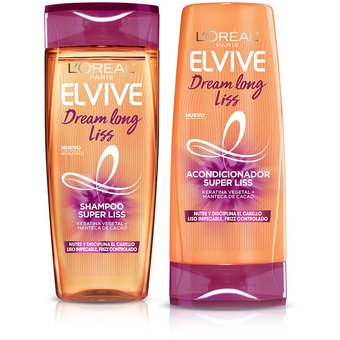 L'ORÉAL
PARIS
ELVIVE
Dream long
Liss
NUEVO
SHAMPOO
SUPER LISS
KERATINA VEGETAL +
MANTECA DE CACAO
NUTRE Y DISCIPLINA EL CABELLO
LISO IMPECABLE, FRIZZ CONTROLADO
L'ORÉAL
PARIS
ELVIVE
Dream long
Liss
NUEVO
ACONDICIONADOR
SUPER LISS
KERATINA VEGETAL +
MANTECA DE CACAO
NUTRE Y DISCIPLINA EL CABELLO
LISO IMPECABLE, FRIZZ CONTROLADO